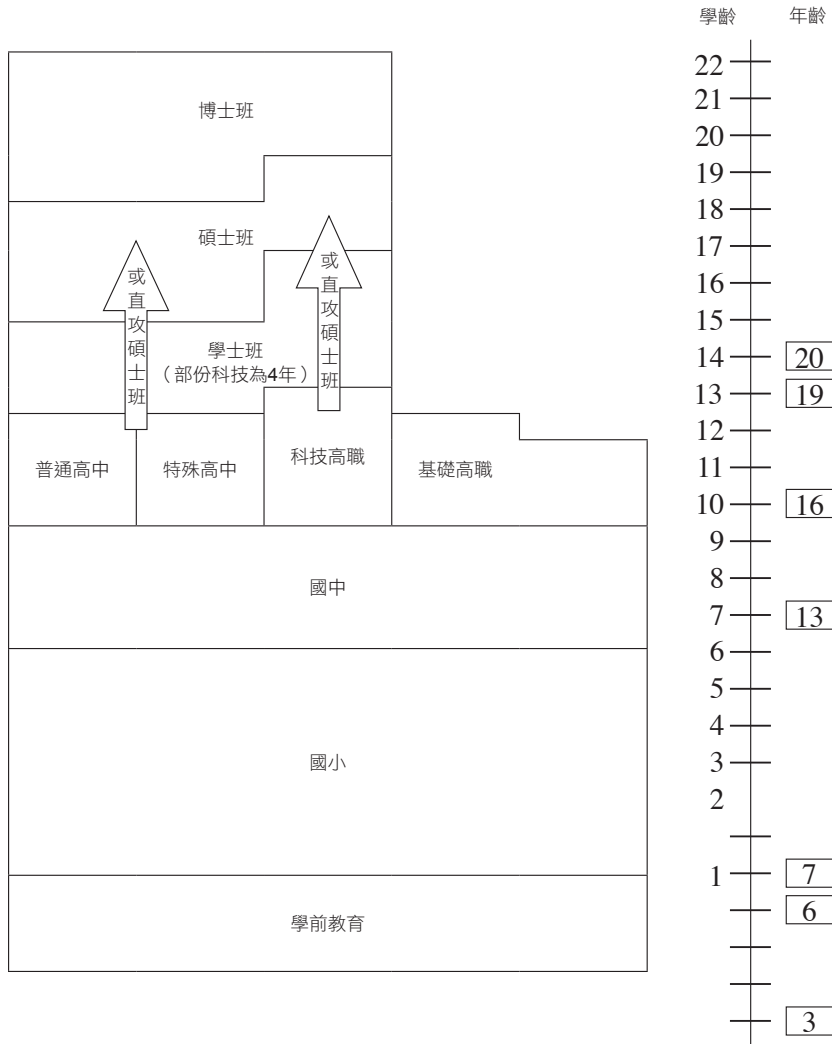 學齡 年齡
22
21
博士班
20
19
18
碩士班
17
或直攻碩士班
或直攻碩士班
16
15
學士班
14 20
（部份科技為4年）
13 19
12
普通高中 特殊高中 科技高職 基礎高職
11
10 16
9
8
國中
7 13
6
5
4
國小
3
2
1 7
6
學前教育
3